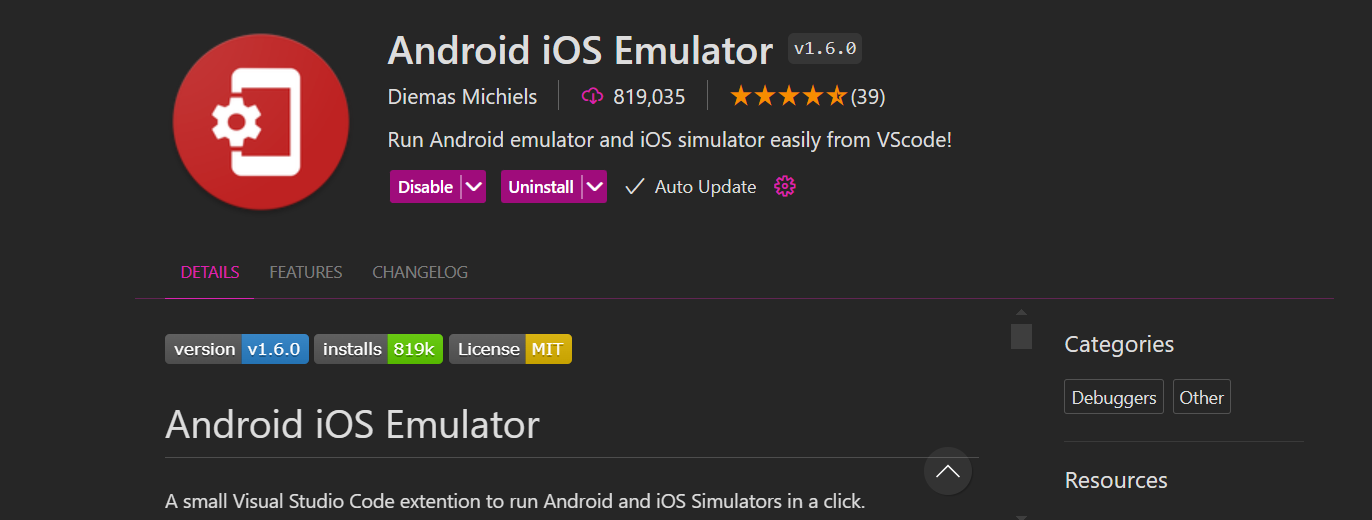 Android iOS Emulator v1.6.0
Diemas Michiels 819,035 (39)
Run Android emulator and iOS simulator easily from VScode!
Disable Uninstall Auto Update
DETAILS FEATURES CHANGELOG
version v1.6.0 installs 819k License MIT
Categories
Debuggers Other
Android iOS Emulator
Resources
A small Visual Studio Code extention to run Android and iOS Simulators in a click.